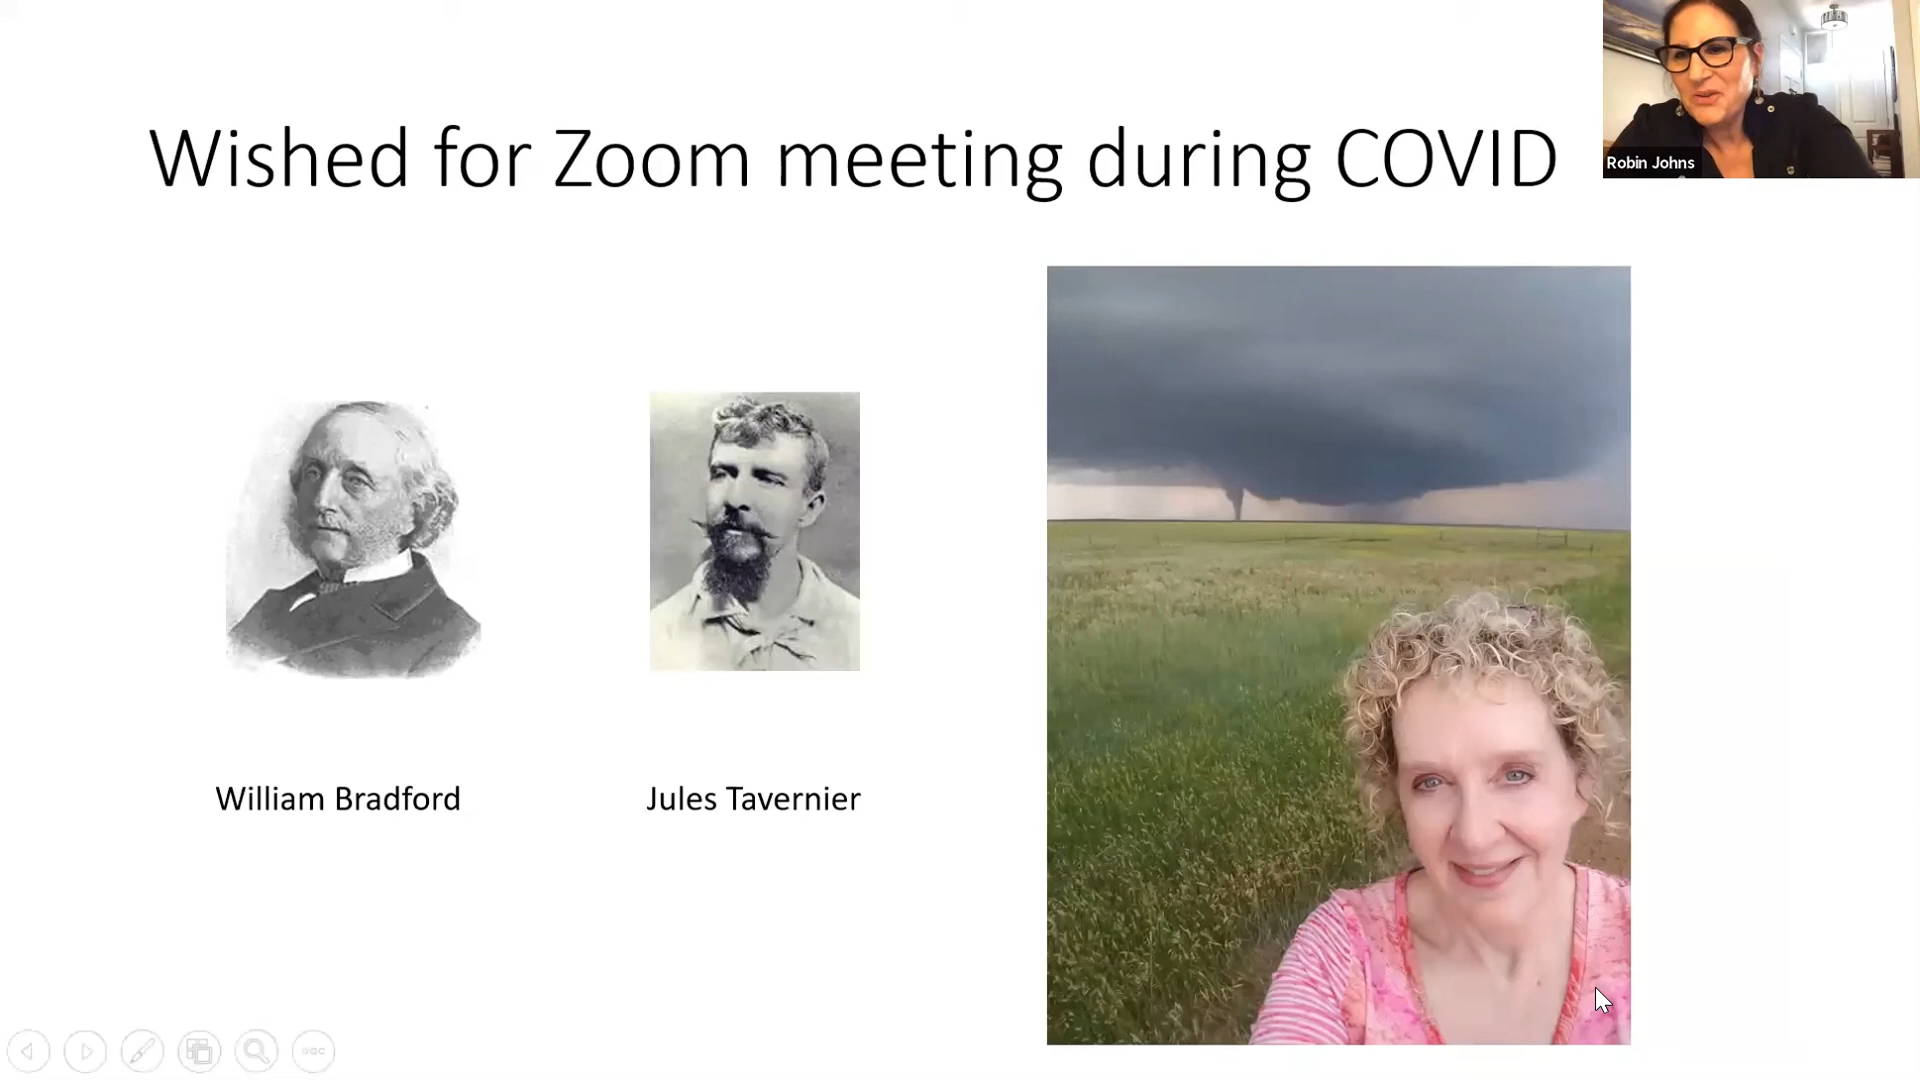 Wished for Zoom meeting during COVID
Robin Johns
William Bradford
Jules Tavernier